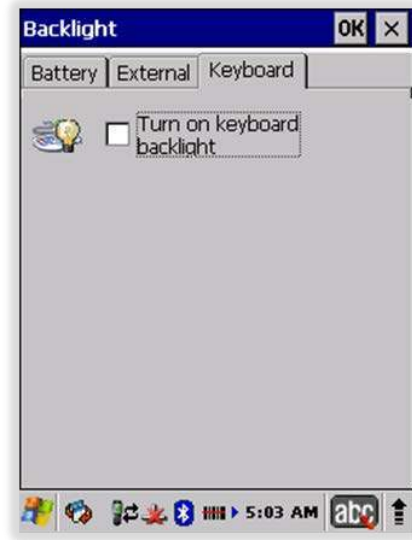 Backlight OK ×
Battery External Keyboard
Turn on keyboard
backlight
5:03 AM abc